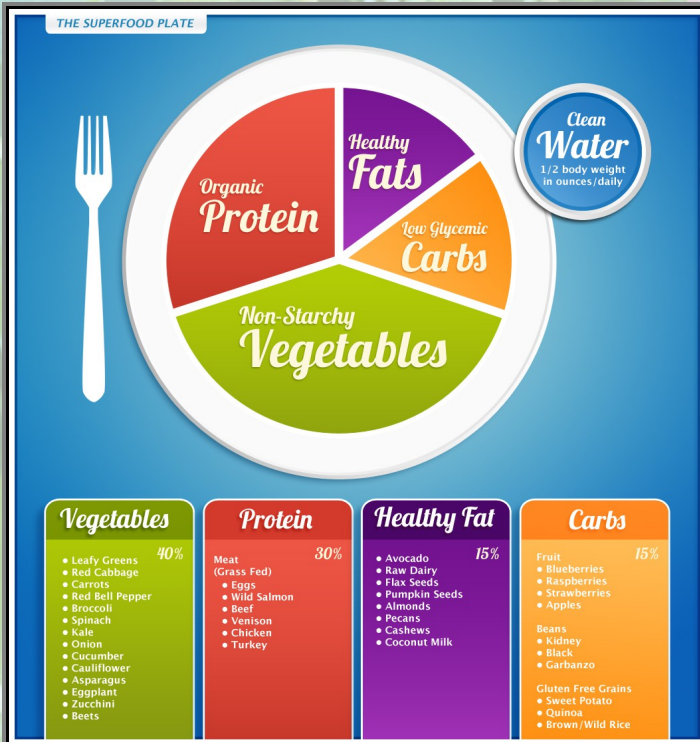 THE SUPERFOOD PLATE
Clean
Water
1/2 body weight
in ounces/daily
Healthy
Fats
Organic
Protein
Low Glycemic
Carbs
Non-Starchy
Vegetables
Vegetables
40%
• Leafy Greens
• Red Cabbage
• Carrots
• Red Bell Pepper
• Broccoli
• Spinach
• Kale
• Onion
• Cucumber
• Cauliflower
• Asparagus
• Eggplant
• Zucchini
• Beets
Protein
30%
Meat
(Grass Fed)
• Eggs
• Wild Salmon
• Beef
• Venison
• Chicken
• Turkey
Healthy Fat
15%
• Avocado
• Raw Dairy
• Flax Seeds
• Pumpkin Seeds
• Almonds
• Pecans
• Cashews
• Coconut Milk
Carbs
15%
Fruit
• Blueberries
• Raspberries
• Strawberries
• Apples
Beans
• Kidney
• Black
• Garbanzo
Gluten Free Grains
• Sweet Potato
• Quinoa
• Brown/Wild Rice